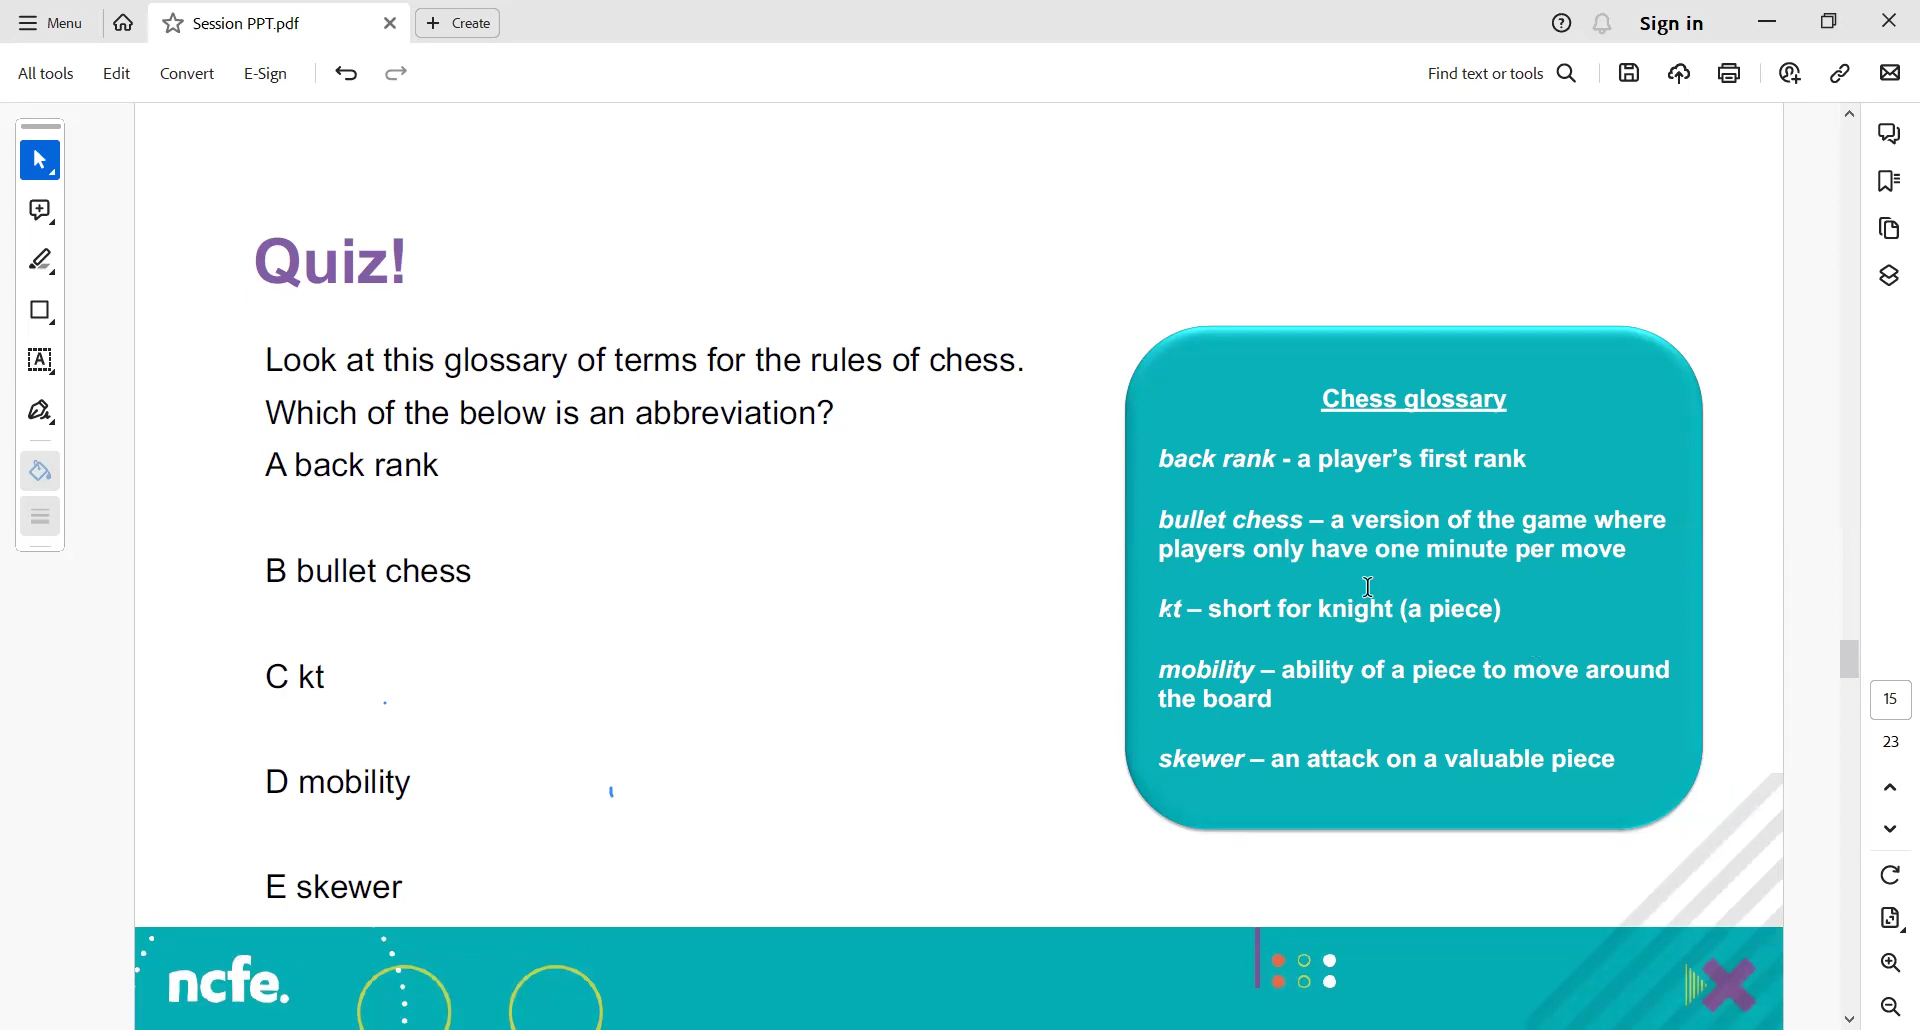 Menu
Session PPT.pdf
Create
Sign in
All tools
Edit
Convert
E-Sign
Find text or tools
Quiz!
Look at this glossary of terms for the rules of chess.
Which of the below is an abbreviation?
A back rank
B bullet chess
C kt
D mobility
E skewer
Chess glossary
back rank - a player’s first rank
bullet chess – a version of the game where
players only have one minute per move
kt – short for knight (a piece)
mobility – ability of a piece to move around
the board
skewer – an attack on a valuable piece
15
23
ncfe.